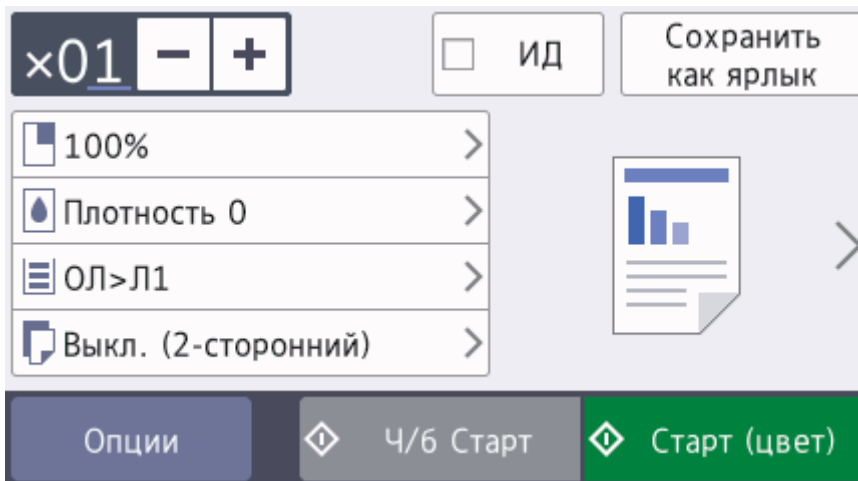 ×01 − +
ИД
Сохранить
как ярлык
100%
Плотность 0
ОЛ>Л1
Выкл. (2-сторонний)
Опции
Ч/б Старт
Старт (цвет)